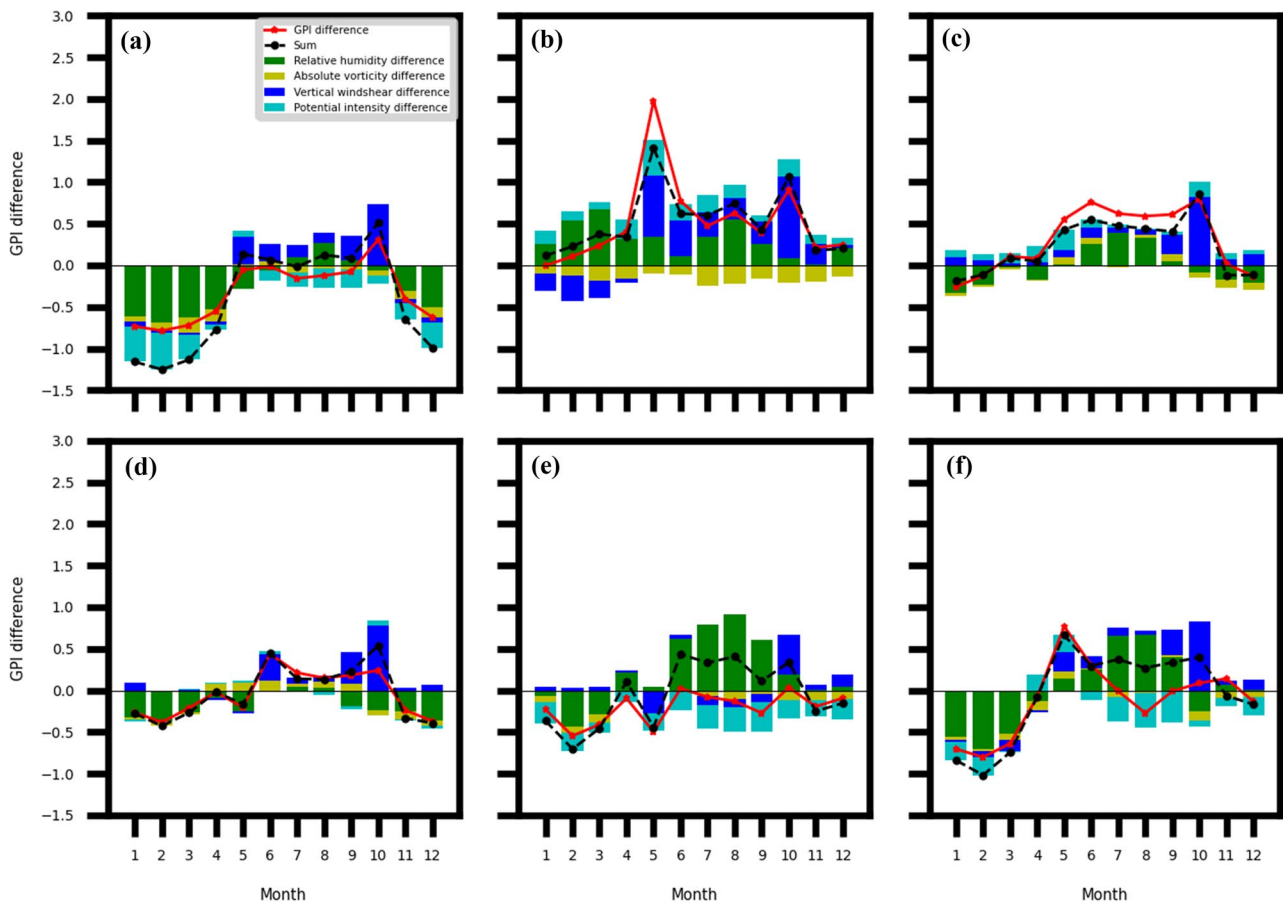 (a)
GPI difference
Sum
Relative humidity difference
Absolute vorticity difference
Vertical windshear difference
Potential intensity difference
(b)
(c)
3.0
2.5
2.0
1.5
1.0
0.5
0.0
−0.5
−1.0
−1.5
GPI difference
(d)
(e)
(f)
3.0
2.5
2.0
1.5
1.0
0.5
0.0
−0.5
−1.0
−1.5
GPI difference
1 2 3 4 5 6 7 8 9 10 11 12
1 2 3 4 5 6 7 8 9 10 11 12
1 2 3 4 5 6 7 8 9 10 11 12
Month
Month
Month